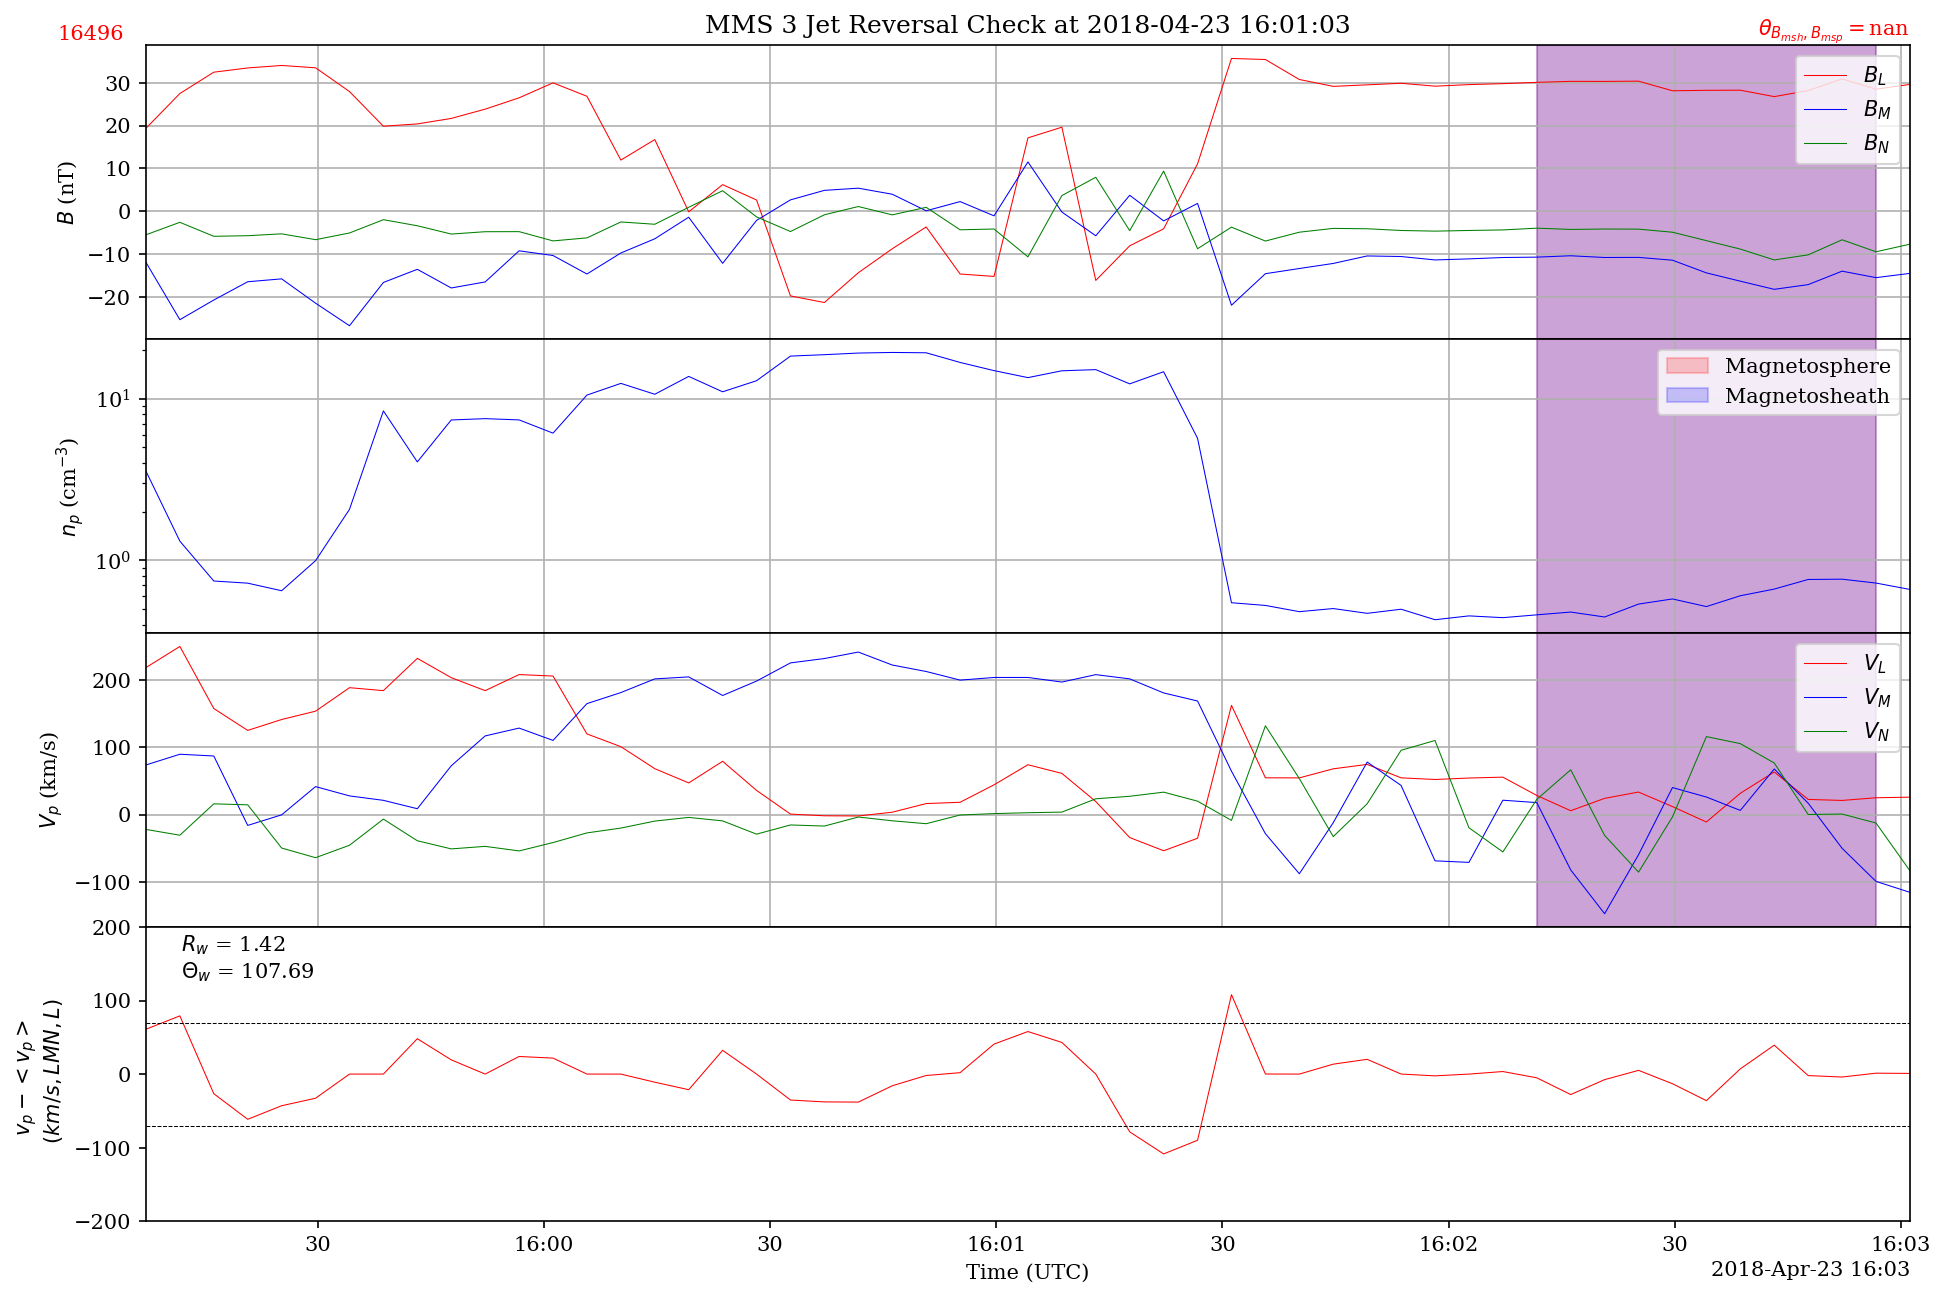 16496
MMS 3 Jet Reversal Check at 2018-04-23 16:01:03
θ_{B_{msh}, B_{msp}} = nan
B (nT)
30
20
10
0
−10
−20
B_L
B_M
B_N
n_p (cm^{−3})
10^1
10^0
Magnetosphere
Magnetosheath
V_p (km/s)
200
100
0
−100
V_L
V_M
V_N
v_p − < v_p >
(km/s, LMN, L)
200
100
0
−100
−200
R_w = 1.42
Θ_w = 107.69
30
16:00
30
16:01
30
16:02
30
16:03
Time (UTC)
2018-Apr-23 16:03